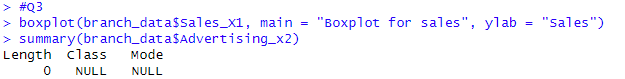 > #Q3
> boxplot(branch_data$Sales_X1, main = "Boxplot for sales", ylab = "Sales")
> summary(branch_data$Advertising_x2)
Length  Class   Mode
     0   NULL   NULL